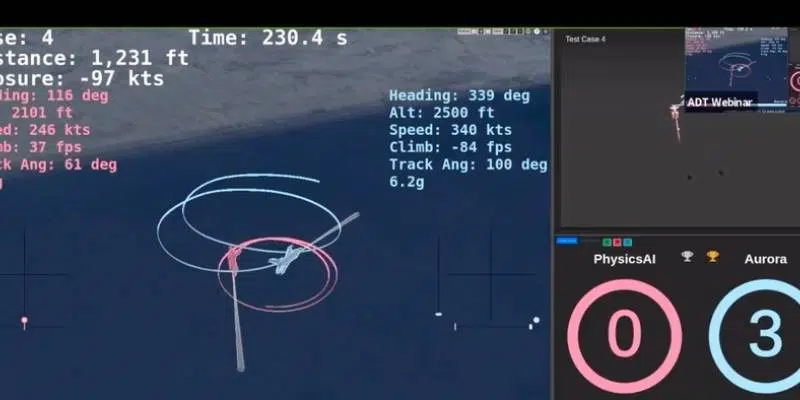 se: 4
Time: 230.4 s
stance: 1,231 ft
osure: -97 kts
ding: 116 deg
2101 ft
ed: 246 kts
mb: 37 fps
ck Ang: 61 deg
g
Heading: 339 deg
Alt: 2500 ft
Speed: 340 kts
Climb: -84 fps
Track Ang: 100 deg
6.2g
Test Case 4
ADT Webinar
PhysicsAI
Aurora
0
3